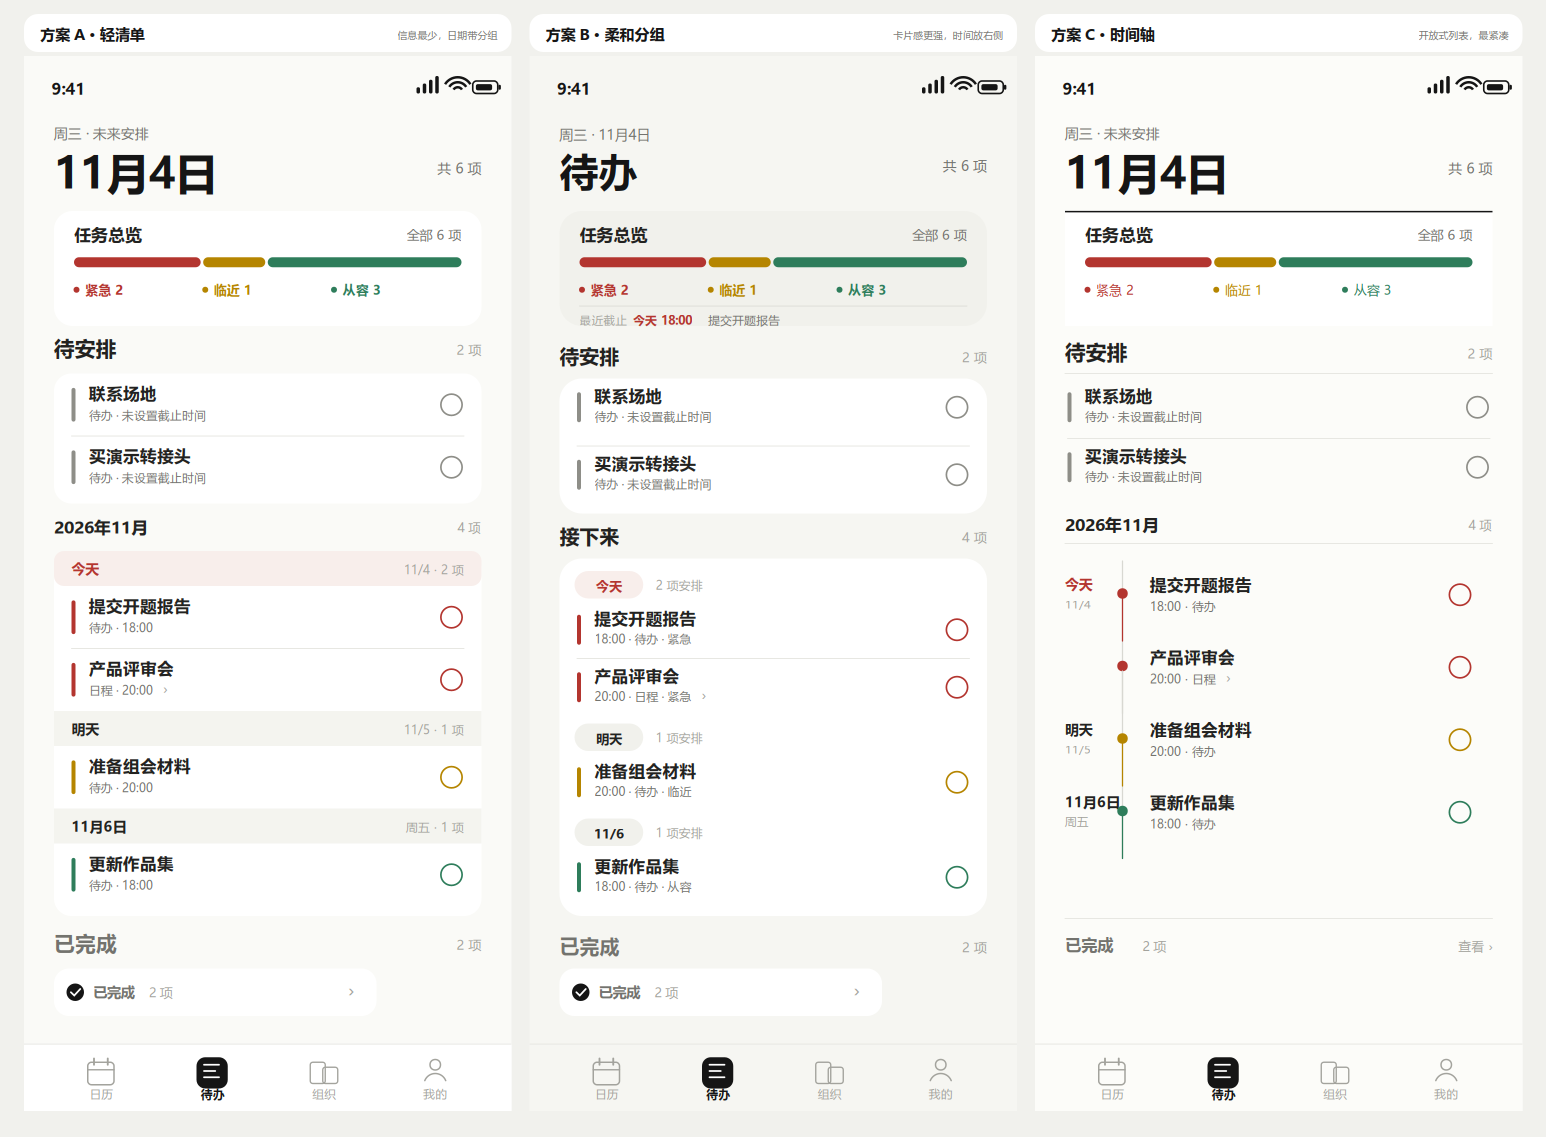 方案 A · 轻清单
信息最少，日期带分组
9:41
周三 · 未来安排
11月4日
共 6 项
任务总览
全部 6 项
紧急 2
临近 1
从容 3
待安排
2 项
联系场地
待办 · 未设置截止时间
买演示转接头
待办 · 未设置截止时间
2026年11月
4 项
今天
11/4 · 2 项
提交开题报告
待办 · 18:00
产品评审会
日程 · 20:00 ›
明天
11/5 · 1 项
准备组会材料
待办 · 20:00
11月6日
周五 · 1 项
更新作品集
待办 · 18:00
已完成
2 项
已完成 2 项 ›
日历
待办
组织
我的
方案 B · 柔和分组
卡片感更强，时间放右侧
9:41
周三 · 11月4日
待办
共 6 项
任务总览
全部 6 项
紧急 2
临近 1
从容 3
最近截止 今天 18:00 提交开题报告
待安排
2 项
联系场地
待办 · 未设置截止时间
买演示转接头
待办 · 未设置截止时间
接下来
4 项
今天
2 项安排
提交开题报告
18:00 · 待办 · 紧急
产品评审会
20:00 · 日程 · 紧急 ›
明天
1 项安排
准备组会材料
20:00 · 待办 · 临近
11/6
1 项安排
更新作品集
18:00 · 待办 · 从容
已完成
2 项
已完成 2 项 ›
日历
待办
组织
我的
方案 C · 时间轴
开放式列表，最紧凑
9:41
周三 · 未来安排
11月4日
共 6 项
任务总览
全部 6 项
紧急 2
临近 1
从容 3
待安排
2 项
联系场地
待办 · 未设置截止时间
买演示转接头
待办 · 未设置截止时间
2026年11月
4 项
今天
11/4
提交开题报告
18:00 · 待办
产品评审会
20:00 · 日程 ›
明天
11/5
准备组会材料
20:00 · 待办
11月6日
周五
更新作品集
18:00 · 待办
已完成 2 项
查看 ›
日历
待办
组织
我的